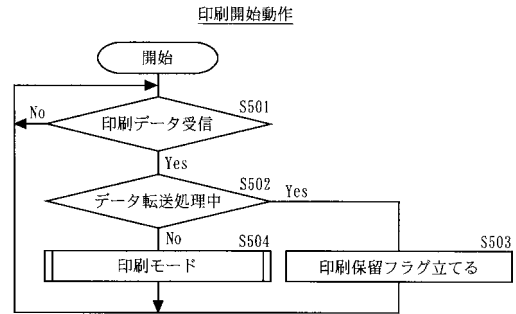 印刷開始動作
開始
S501
No
印刷データ受信
Yes
S502
データ転送処理中
Yes
No
S504
S503
印刷モード
印刷保留フラグ立てる